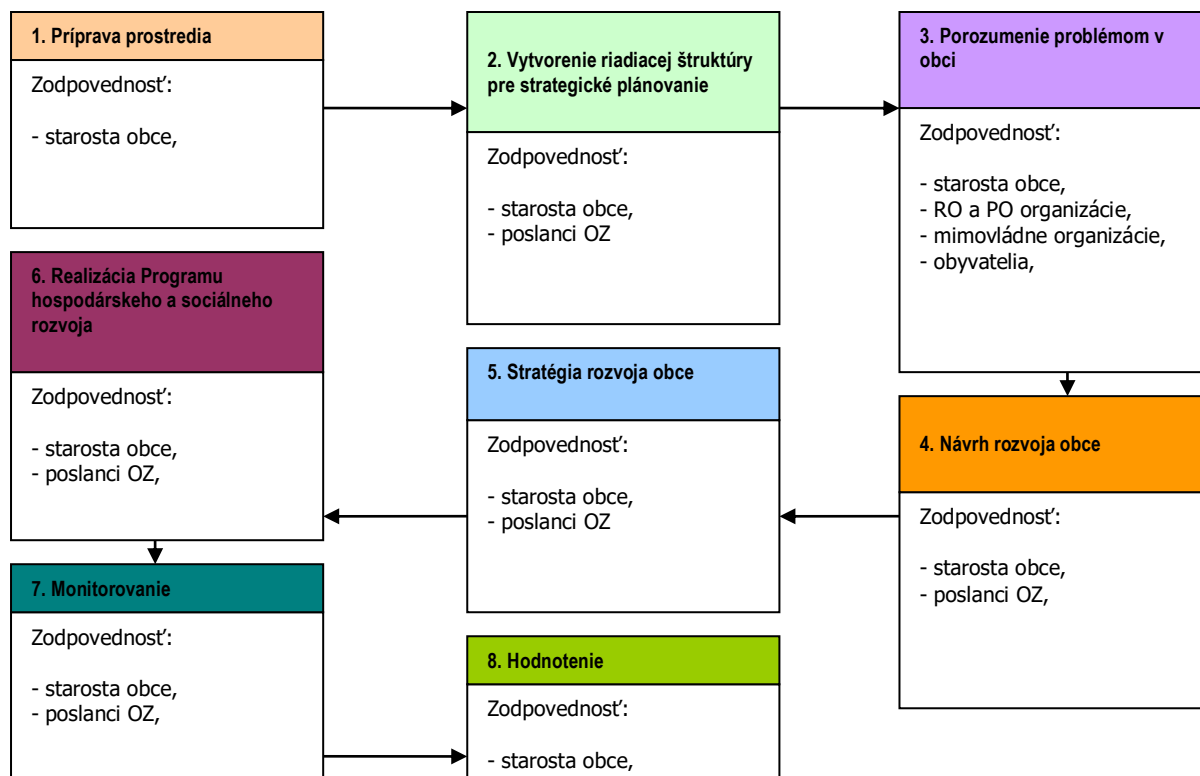 1. Príprava prostredia
Zodpovednosť:
- starosta obce,
2. Vytvorenie riadiacej štruktúry
pre strategické plánovanie
Zodpovednosť:
- starosta obce,
- poslanci OZ
3. Porozumenie problémom v
obci
Zodpovednosť:
- starosta obce,
- RO a PO organizácie,
- mimovládne organizácie,
- obyvatelia,
4. Návrh rozvoja obce
Zodpovednosť:
- starosta obce,
- poslanci OZ,
5. Stratégia rozvoja obce
Zodpovednosť:
- starosta obce,
- poslanci OZ
6. Realizácia Programu
hospodárskeho a sociálneho
rozvoja
Zodpovednosť:
- starosta obce,
- poslanci OZ,
7. Monitorovanie
Zodpovednosť:
- starosta obce,
- poslanci OZ,
8. Hodnotenie
Zodpovednosť:
- starosta obce,